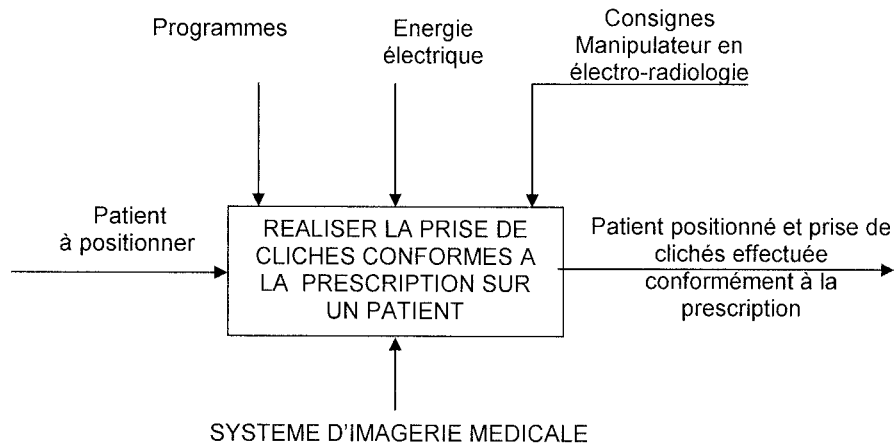 Programmes
Energie
électrique
Consignes
Manipulateur en
électro-radiologie
Patient
à positionner
REALISER LA PRISE DE
CLICHES CONFORMES A
LA PRESCRIPTION SUR
UN PATIENT
Patient positionné et prise de
clichés effectuée
conformément à la
prescription
SYSTEME D'IMAGERIE MEDICALE